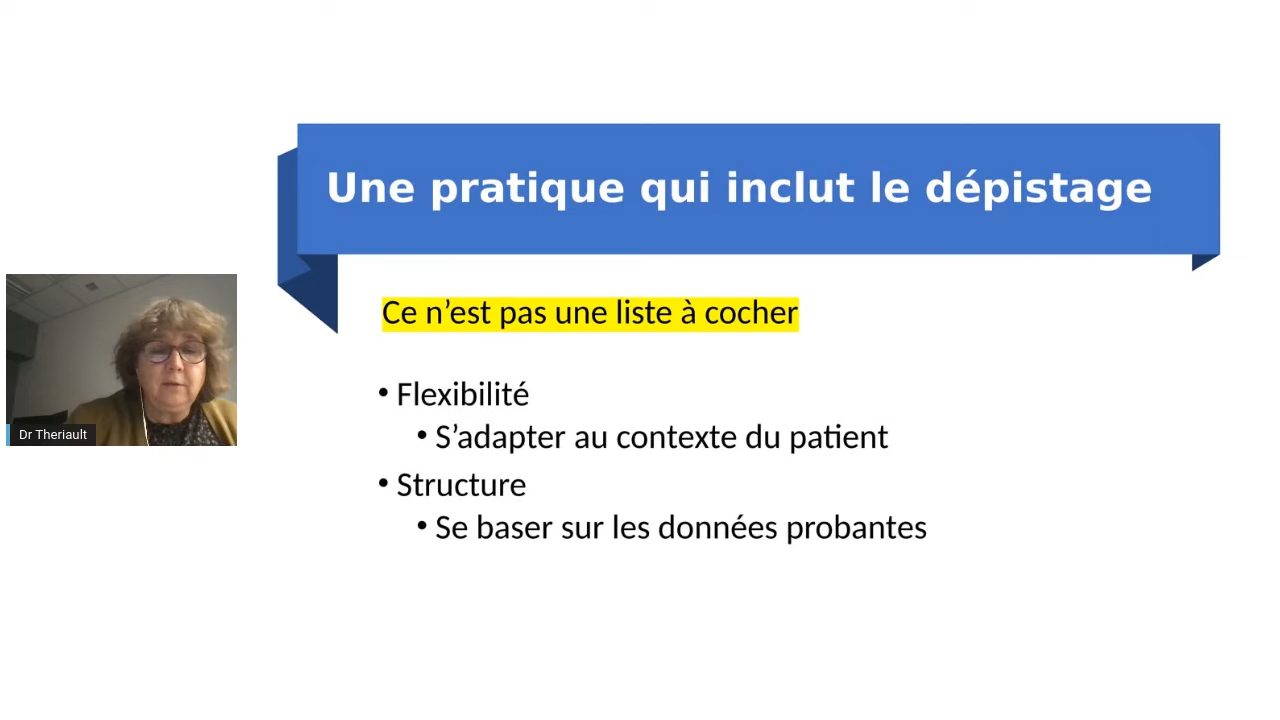 Une pratique qui inclut le dépistage
Ce n’est pas une liste à cocher
• Flexibilité
• S’adapter au contexte du patient
• Structure
• Se baser sur les données probantes
Dr Theriault